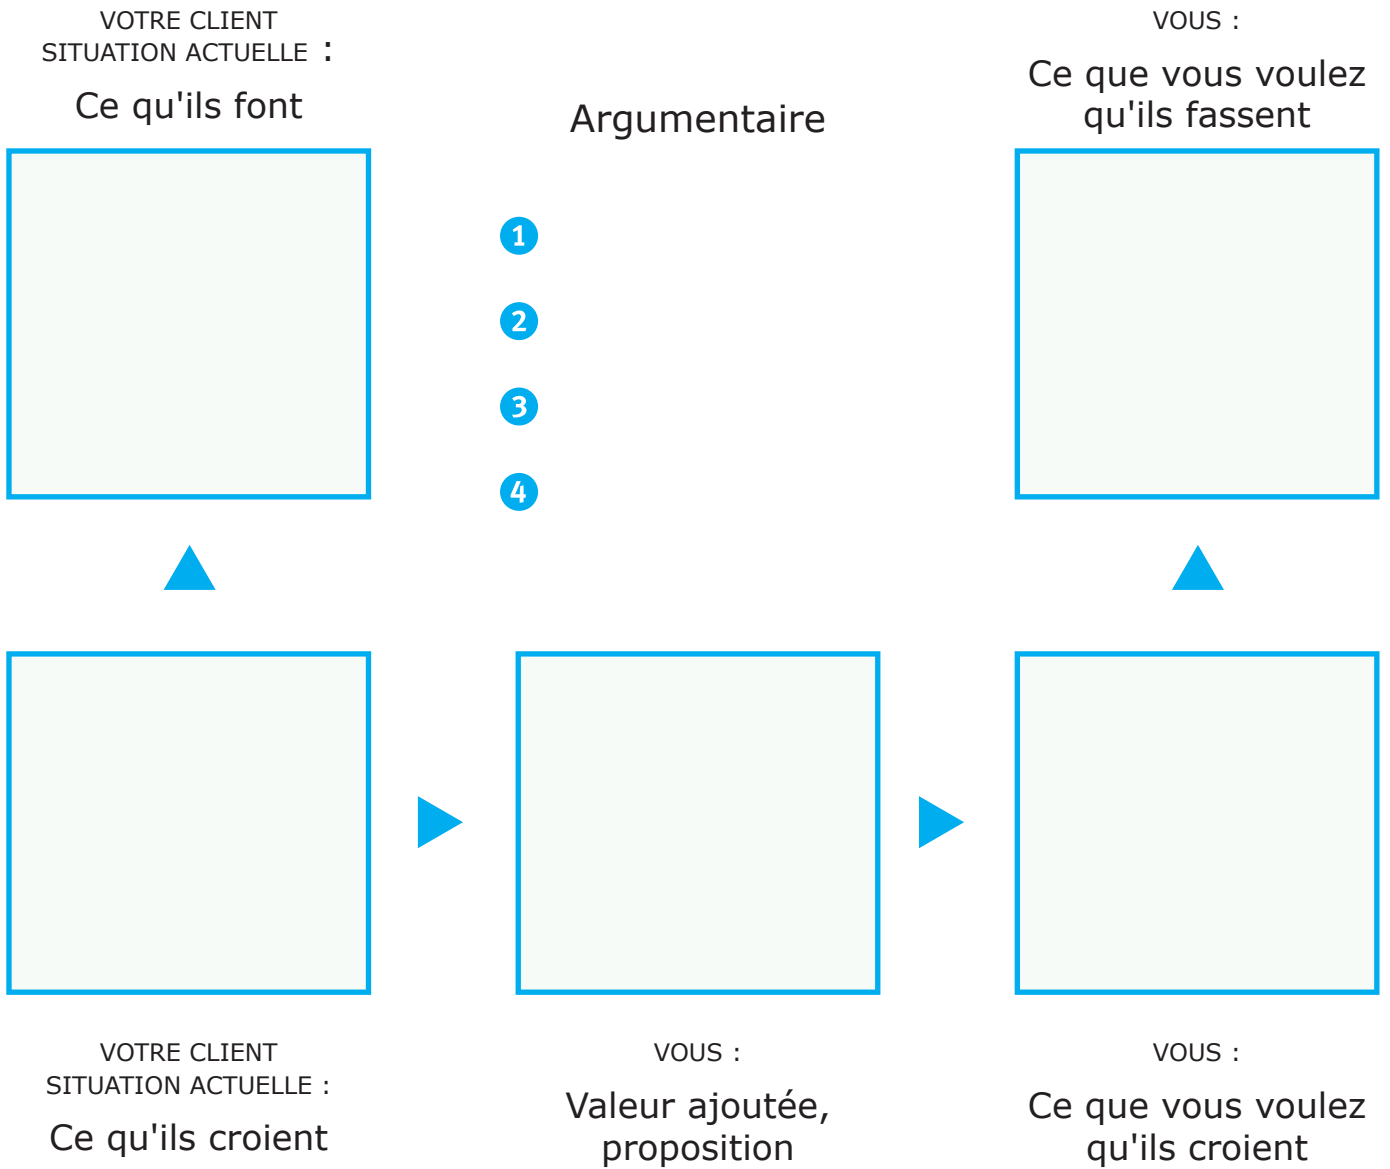 VOTRE CLIENT
SITUATION ACTUELLE :
Ce qu'ils font
Argumentaire
VOUS :
Ce que vous voulez
qu'ils fassent
1
2
3
4
VOTRE CLIENT
SITUATION ACTUELLE :
Ce qu'ils croient
VOUS :
Valeur ajoutée,
proposition
VOUS :
Ce que vous voulez
qu'ils croient